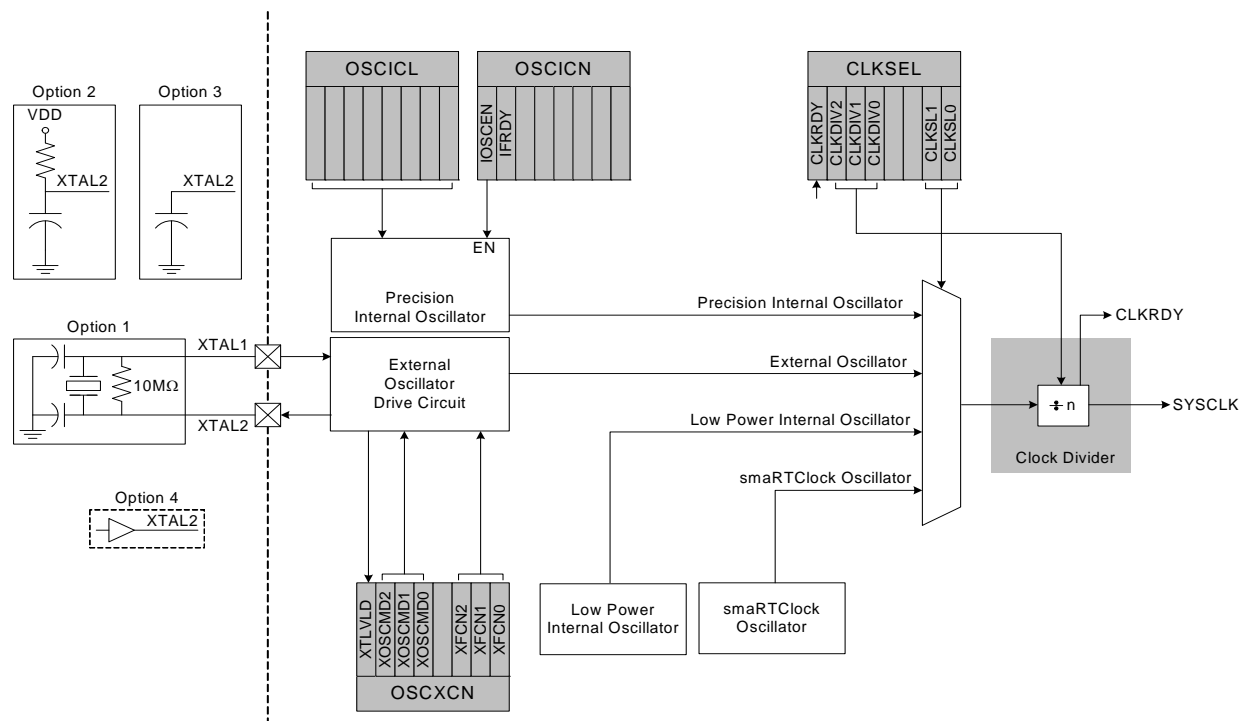 OSCICL
OSCICN
IOSCEN
IFRDY
CLKSEL
CLKRDY
CLKDIV2
CLKDIV1
CLKDIV0
CLKSL1
CLKSL0
Option 2
VDD
XTAL2
Option 3
XTAL2
EN
Precision
Internal Oscillator
Precision Internal Oscillator
CLKRDY
Option 1
XTAL1
10MΩ
XTAL2
External
Oscillator
Drive Circuit
External Oscillator
÷ n
SYSCLK
Clock Divider
Low Power Internal Oscillator
smaRTClock Oscillator
Option 4
XTAL2
XTLVLD
XOSCMD2
XOSCMD1
XOSCMD0
XFCN2
XFCN1
XFCN0
OSCXCN
Low Power
Internal Oscillator
smaRTClock
Oscillator